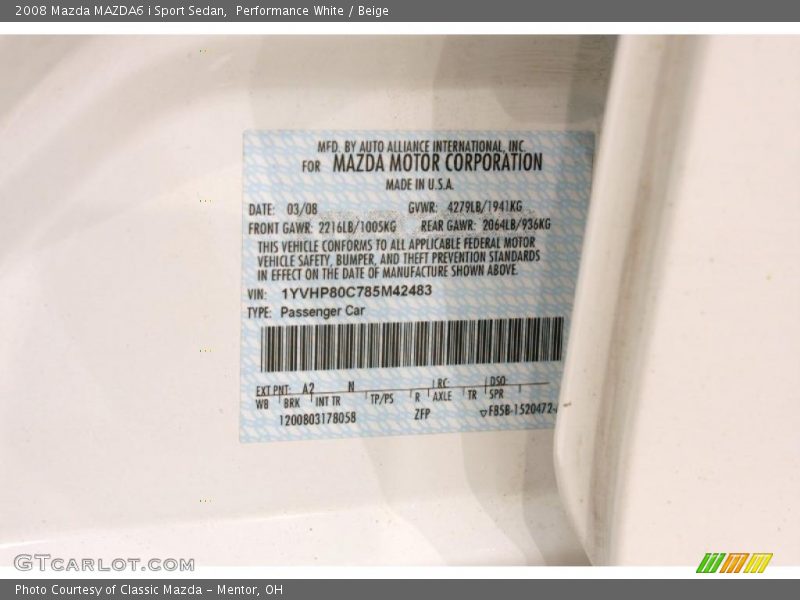 2008 Mazda MAZDA6 i Sport Sedan,  Performance White / Beige
MFD. BY AUTO ALLIANCE INTERNATIONAL, INC.
FOR MAZDA MOTOR CORPORATION
MADE IN U.S.A.
DATE: 03/08 GVWR: 4279LB/1941KG
FRONT GAWR: 2216LB/1005KG REAR GAWR: 2064LB/936KG
THIS VEHICLE CONFORMS TO ALL APPLICABLE FEDERAL MOTOR
VEHICLE SAFETY, BUMPER, AND THEFT PREVENTION STANDARDS
IN EFFECT ON THE DATE OF MANUFACTURE SHOWN ABOVE.
VIN: 1YVHP80C785M42483
TYPE: Passenger Car
EXT PNT: A2 N RC DSO
WB BRK INT TR TP/PS R AXLE TR SPR
1200803178058 ZFP ▽FB5B-1520472-
GTCARLOT.COM
Photo Courtesy of Classic Mazda - Mentor, OH